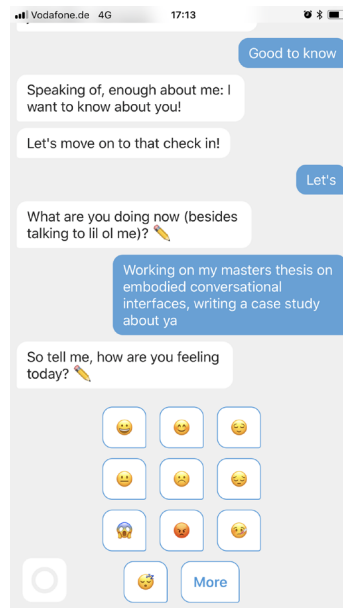 Vodafone.de 4G 17:13
Good to know
Speaking of, enough about me: I
want to know about you!
Let's move on to that check in!
Let's
What are you doing now (besides
talking to lil ol me)? ✏️
Working on my masters thesis on
embodied conversational
interfaces, writing a case study
about ya
So tell me, how are you feeling
today? ✏️
More